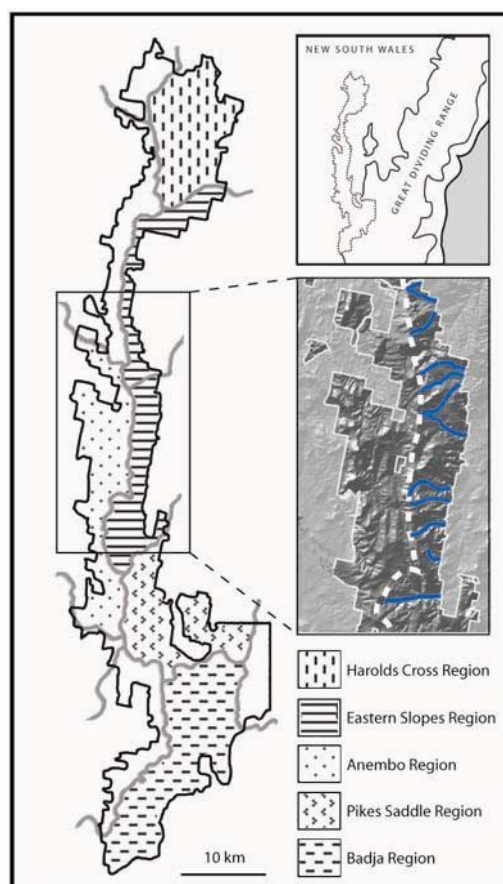 NEW SOUTH WALES
GREAT DIVIDING RANGE
Harolds Cross Region
Eastern Slopes Region
Anembo Region
Pikes Saddle Region
Badja Region
10 km